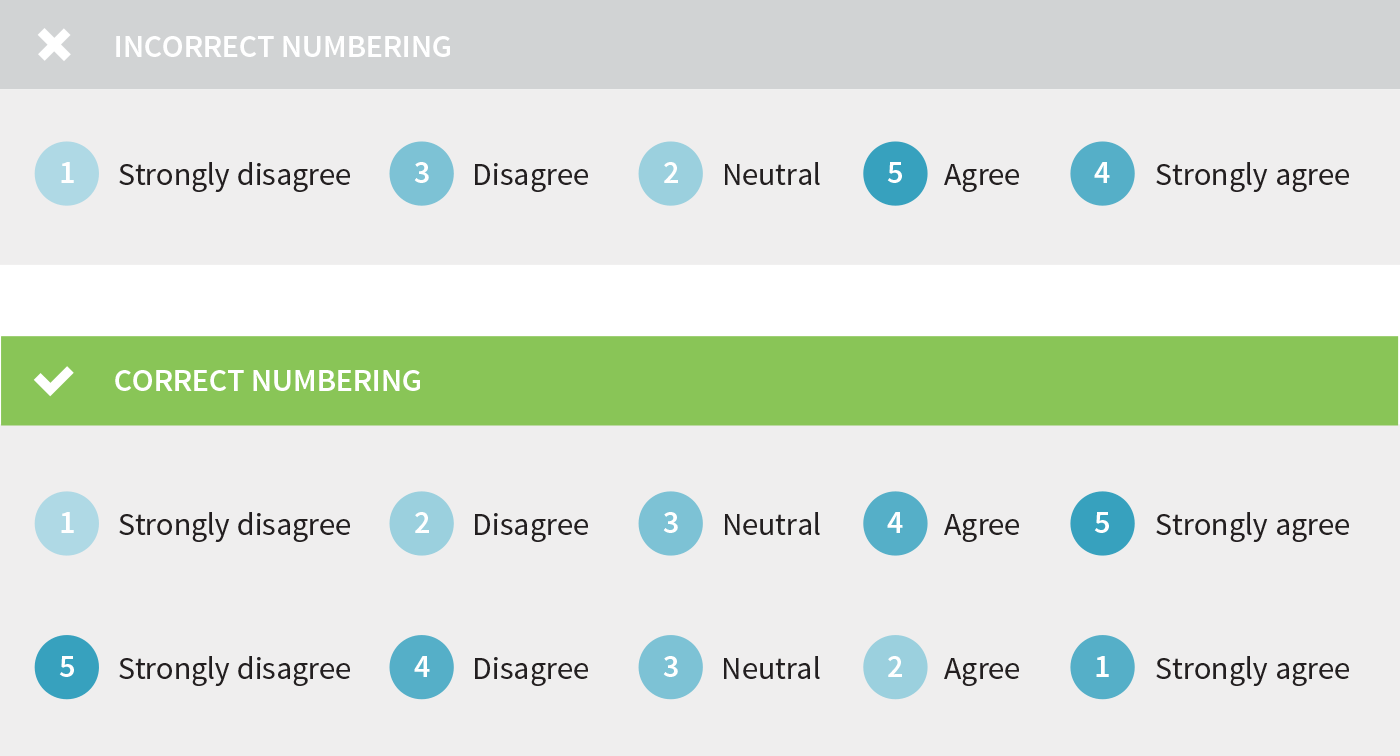 INCORRECT NUMBERING
1 Strongly disagree 3 Disagree 2 Neutral 5 Agree 4 Strongly agree
CORRECT NUMBERING
1 Strongly disagree 2 Disagree 3 Neutral 4 Agree 5 Strongly agree
5 Strongly disagree 4 Disagree 3 Neutral 2 Agree 1 Strongly agree